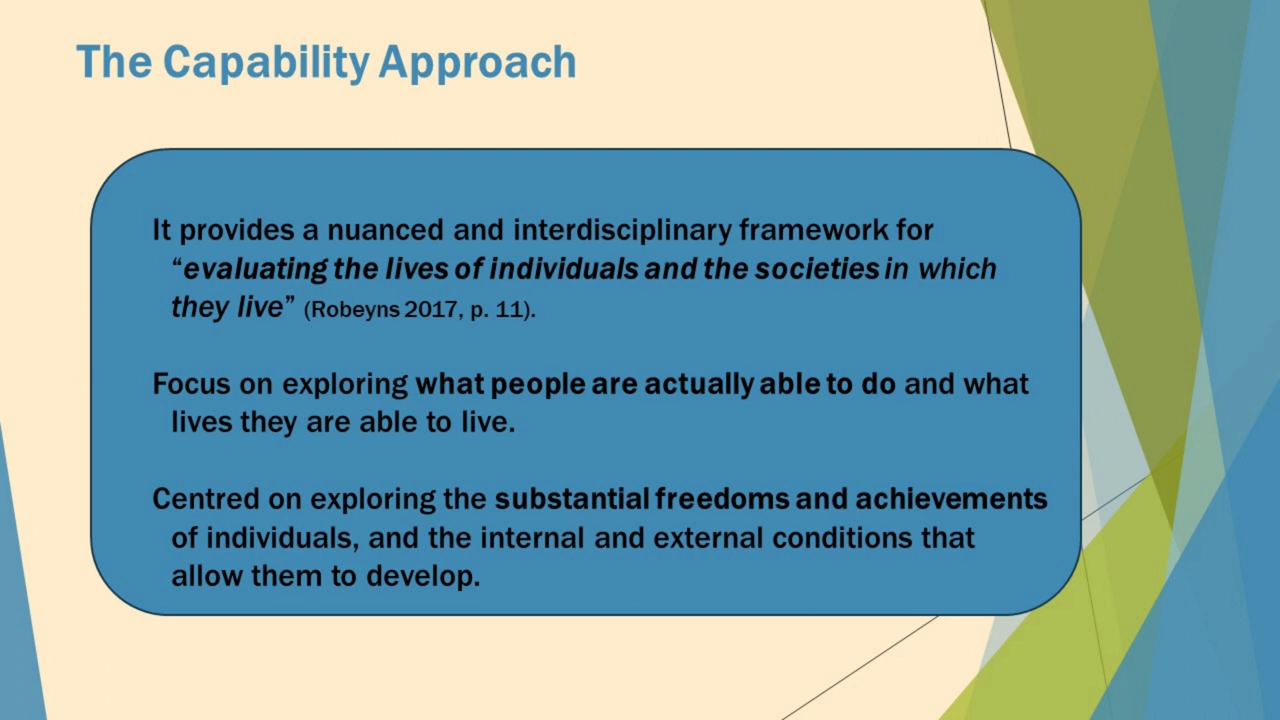 The Capability Approach
It provides a nuanced and interdisciplinary framework for
“evaluating the lives of individuals and the societies in which
they live” (Robeyns 2017, p. 11).
Focus on exploring what people are actually able to do and what
lives they are able to live.
Centred on exploring the substantial freedoms and achievements
of individuals, and the internal and external conditions that
allow them to develop.